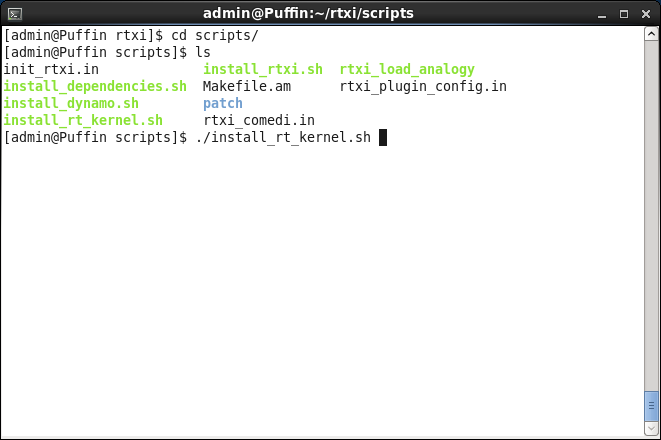 admin@Puffin:~/rtxi/scripts
[admin@Puffin rtxi]$ cd scripts/
[admin@Puffin scripts]$ ls
init_rtxi.in install_rtxi.sh rtxi_load_analogy
install_dependencies.sh Makefile.am rtxi_plugin_config.in
install_dynamo.sh patch
install_rt_kernel.sh rtxi_comedi.in
[admin@Puffin scripts]$ ./install_rt_kernel.sh